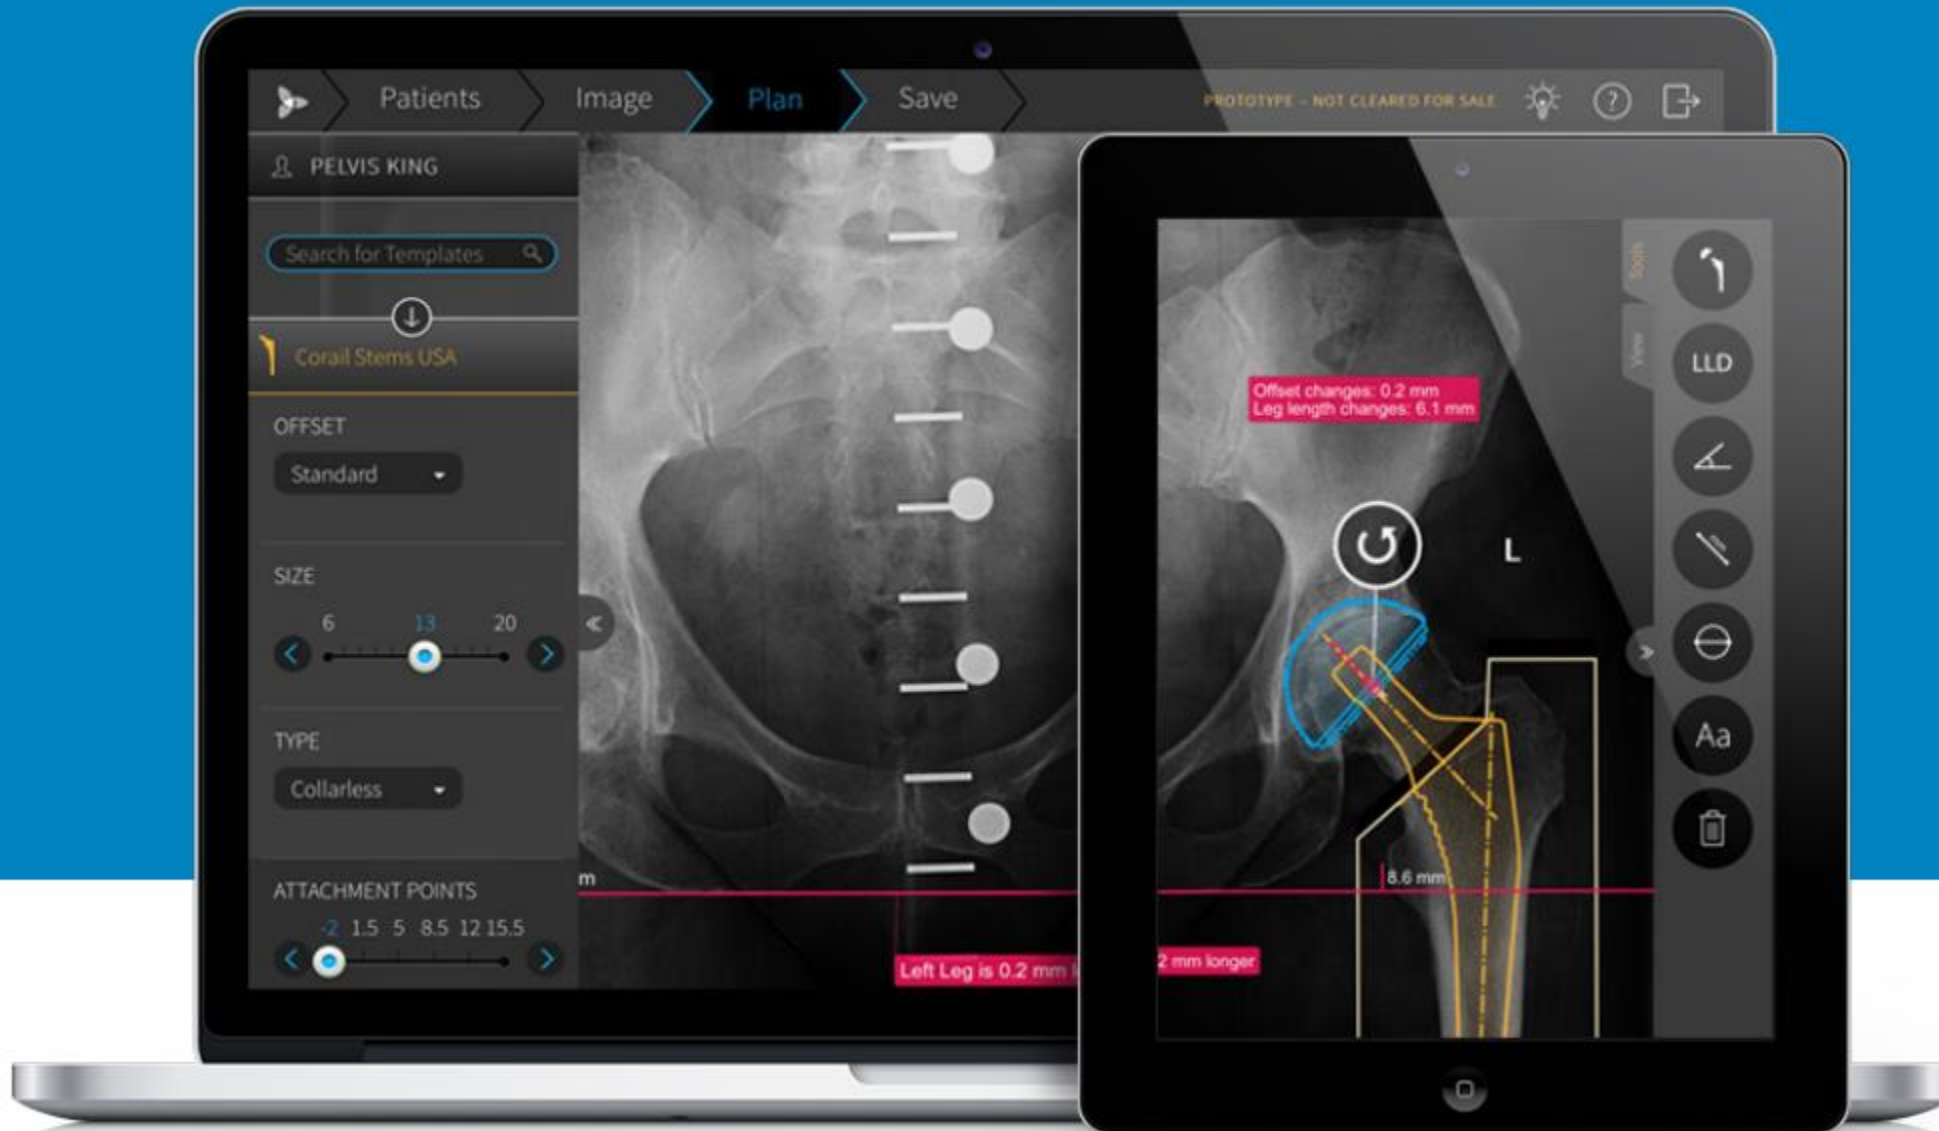 Patients
Image
Plan
Save
PROTOTYPE – NOT CLEARED FOR SALE
?
PELVIS KING
Search for Templates
Corail Stems USA
OFFSET
Standard
SIZE
6 13 20
TYPE
Collarless
ATTACHMENT POINTS
-2 1.5 5 8.5 12 15.5
m
Left Leg is 0.2 mm
Tools
View
Offset changes: 0.2 mm
Leg length changes: 6.1 mm
L
8.6 mm
2 mm longer
LLD
mm
Aa